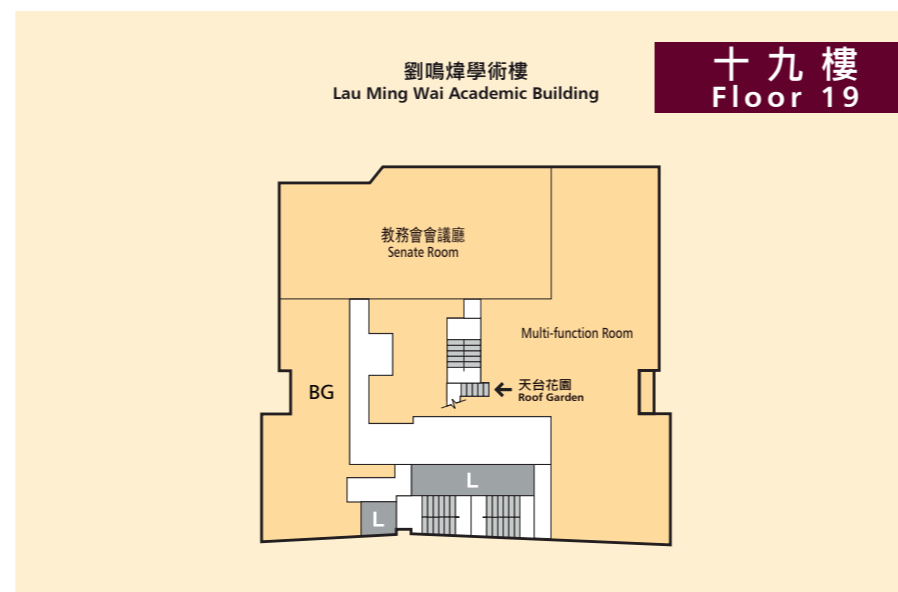 劉鳴煒學術樓
Lau Ming Wai Academic Building
十九樓
Floor 19
教務會會議廳
Senate Room
Multi-function Room
天台花園
Roof Garden
BG
L
L